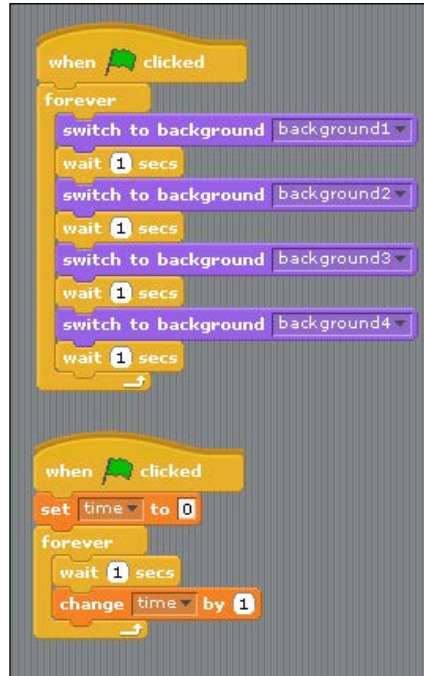 when clicked
forever
switch to background background1
wait 1 secs
switch to background background2
wait 1 secs
switch to background background3
wait 1 secs
switch to background background4
wait 1 secs
when clicked
set time to 0
forever
wait 1 secs
change time by 1